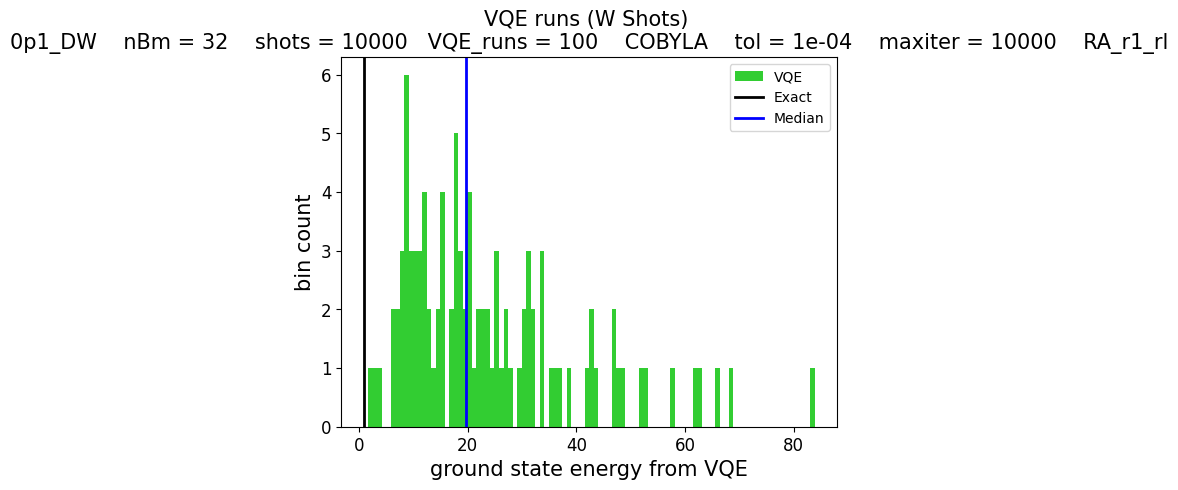 VQE runs (W Shots)
0p1_DW    nBm = 32    shots = 10000   VQE_runs = 100    COBYLA    tol = 1e-04    maxiter = 10000    RA_r1_rl
6
5
4
3
2
1
0
bin count
VQE
Exact
Median
0 20 40 60 80
ground state energy from VQE